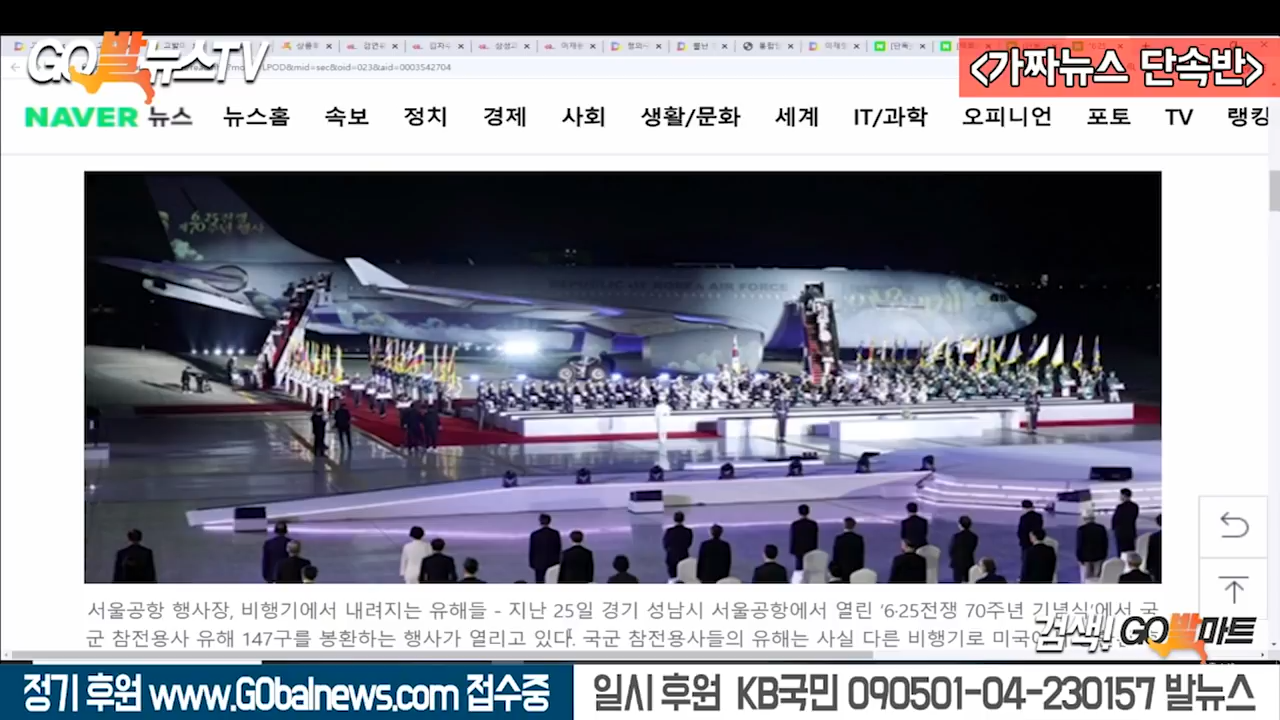 GO발뉴스TV
<가짜뉴스 단속반>
LPOD&mid=sec&oid=023&aid=0003542704
NAVER 뉴스 뉴스홈 속보 정치 경제 사회 생활/문화 세계 IT/과학 오피니언 포토 TV 랭킹
6·25전쟁
제70주년 행사
REPUBLIC OF KOREA AIR FORCE
서울공항 행사장, 비행기에서 내려지는 유해들 - 지난 25일 경기 성남시 서울공항에서 열린 '6·25전쟁 70주년 기념식'에서 국
군 참전용사 유해 147구를 봉환하는 행사가 열리고 있다. 국군 참전용사들의 유해는 사실 다른 비행기로 미국에
검색! GO발마트
정기 후원 www.GObalnews.com 접수중
일시 후원 KB국민 090501-04-230157 발뉴스